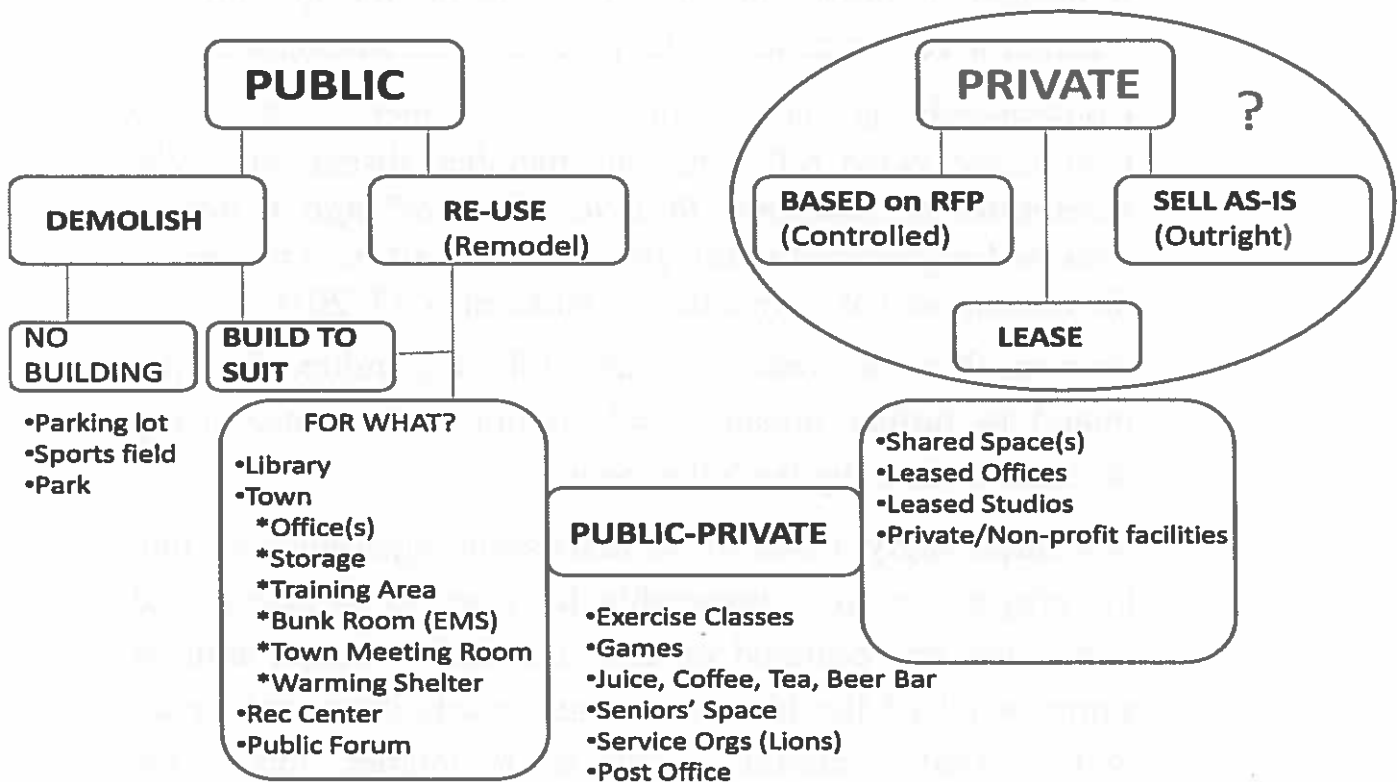 PUBLIC
DEMOLISH
RE-USE
(Remodel)
NO
BUILDING
BUILD TO
SUIT
•Parking lot
•Sports field
•Park
FOR WHAT?
•Library
•Town
*Office(s)
*Storage
*Training Area
*Bunk Room (EMS)
*Town Meeting Room
*Warming Shelter
•Rec Center
•Public Forum
PUBLIC-PRIVATE
•Exercise Classes
•Games
•Juice, Coffee, Tea, Beer Bar
•Seniors' Space
•Service Orgs (Lions)
•Post Office
PRIVATE
?
BASED on RFP
(Controlled)
SELL AS-IS
(Outright)
LEASE
•Shared Space(s)
•Leased Offices
•Leased Studios
•Private/Non-profit facilities